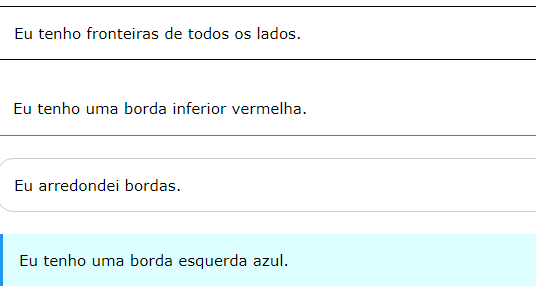 Eu tenho fronteiras de todos os lados.
Eu tenho uma borda inferior vermelha.
Eu arredondei bordas.
Eu tenho uma borda esquerda azul.